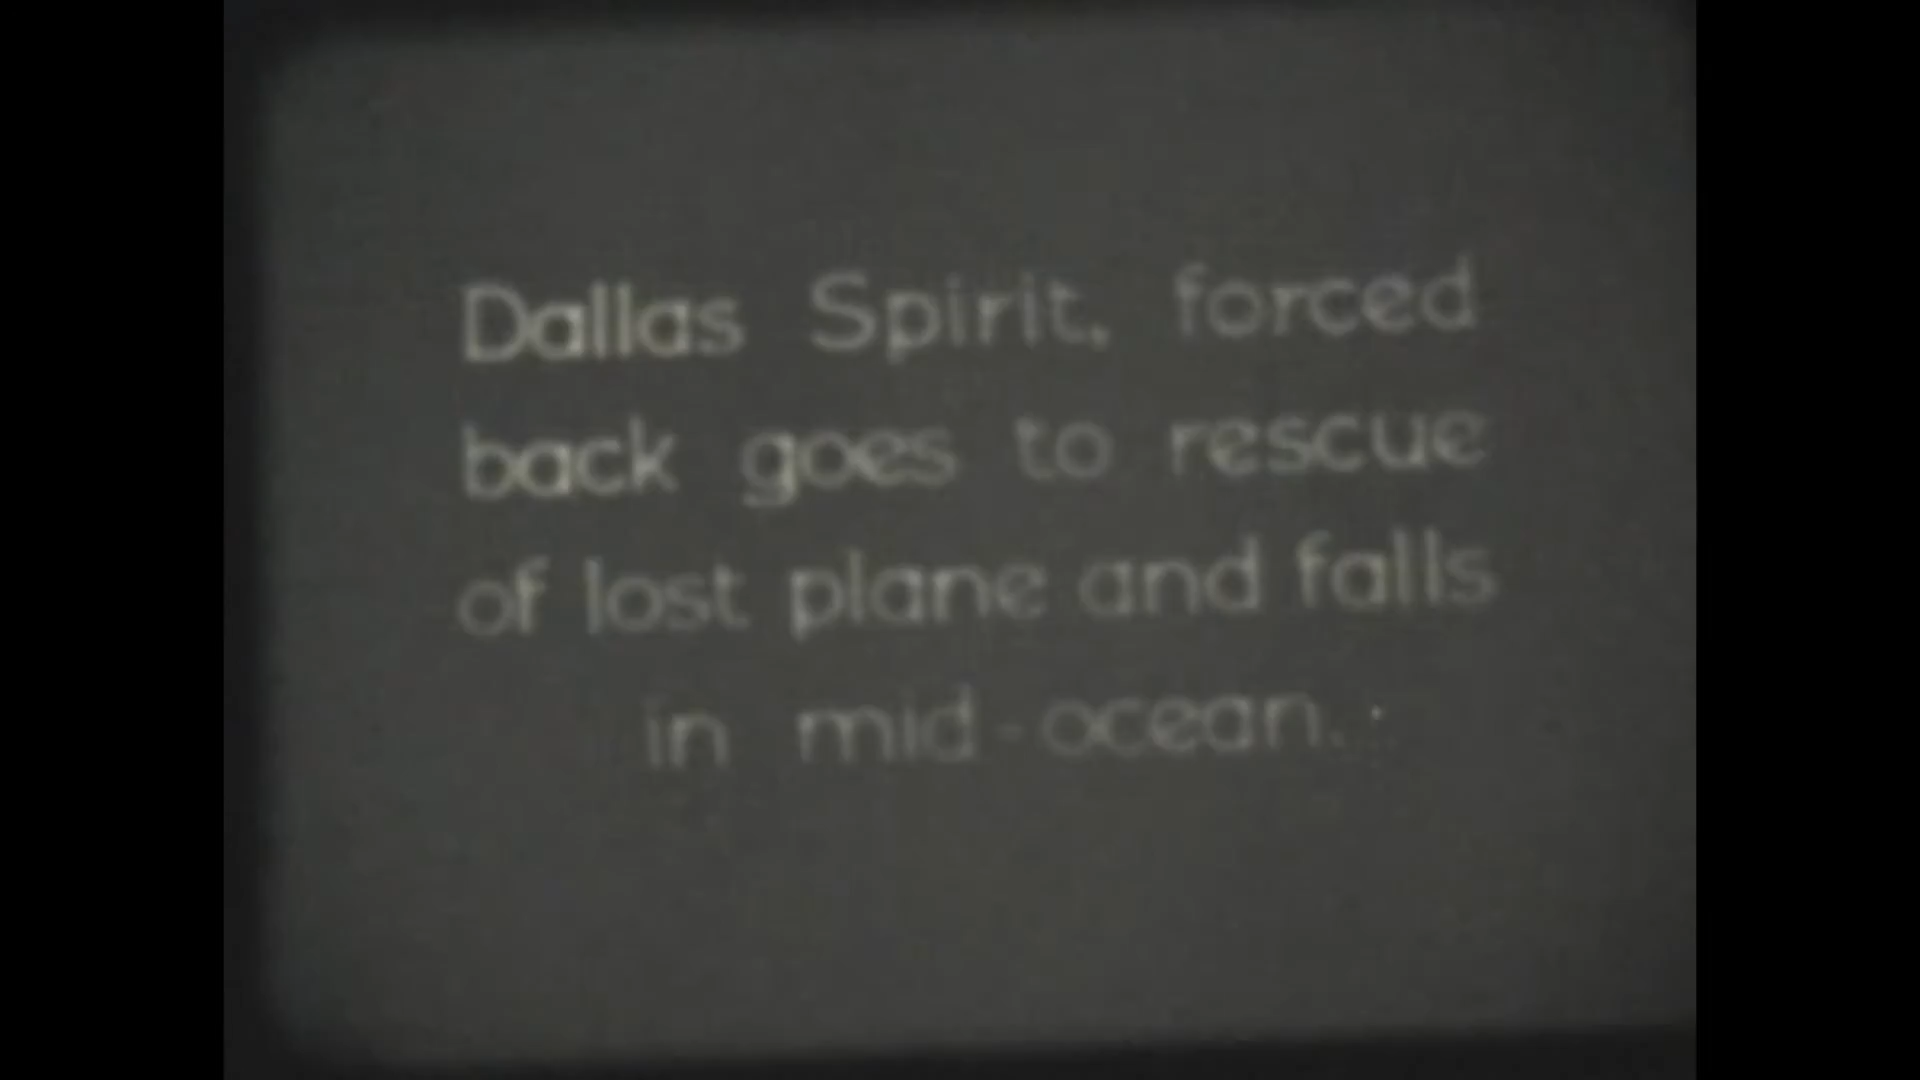 Dallas Spirit, forced
back goes to rescue
of lost plane and falls
in mid-ocean.